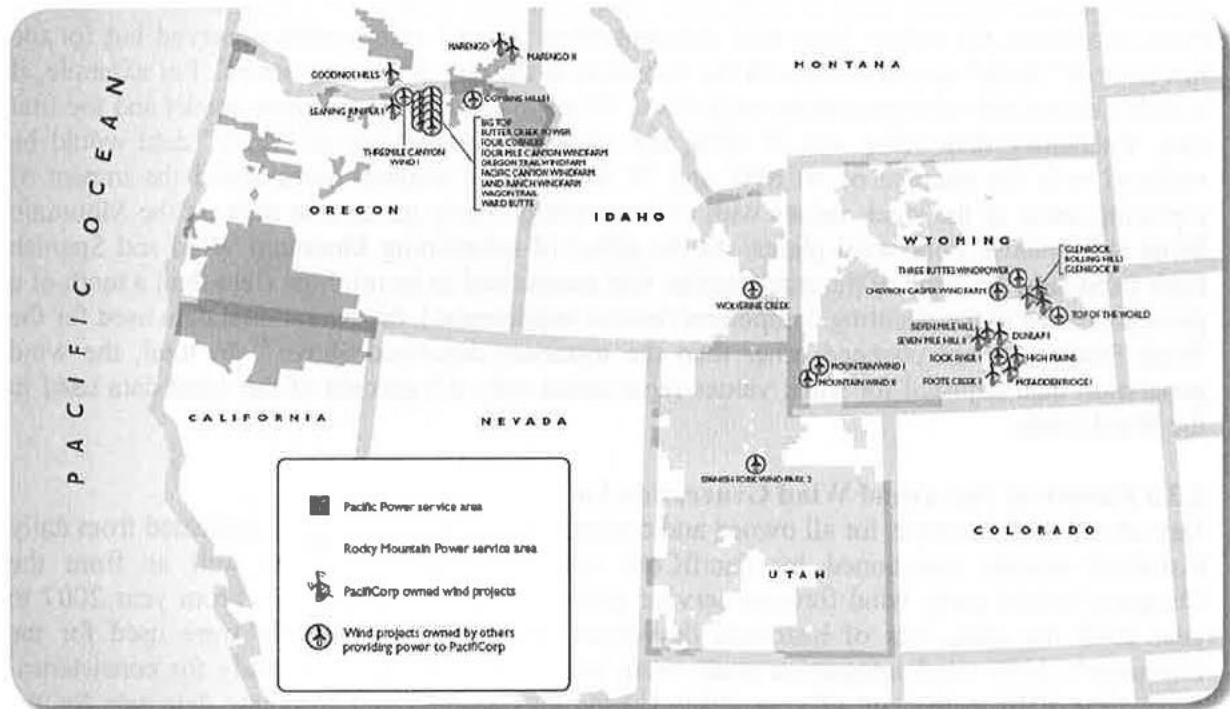 PACIFIC OCEAN
MARENGO
MARENGO II
MONTANA
GOODNOE HILLS
LEANING JUNIPER I
COMBINE HILLS I
THREEMILE CANYON
WIND I
BIG TOP
BUTTER CREEK POWER
FOUR CORNERS
FOUR MILE CANYON WINDFARM
OREGON TRAIL WINDFARM
PACIFIC CANYON WINDFARM
SAND RANCH WINDFARM
WAGON TRAIL
WARD BUTTE
OREGON
IDAHO
WYOMING
GLENROCK
ROLLING HILLS
GLENROCK III
THREE BUTTES WINDPOWER
CHEVRON CASPER WIND FARM
WOLVERINE CREEK
TOP OF THE WORLD
SEVEN MILE HILL I
SEVEN MILE HILL II
DUNLAP I
ROCK RIVER I
HIGH PLAINS
MOUNTAIN WIND I
MOUNTAIN WIND II
FOOTE CREEK I
MCFADDEN RIDGE I
CALIFORNIA
NEVADA
SPANISH FORK WIND PARK 2
COLORADO
UTAH
Pacific Power service area
Rocky Mountain Power service area
PacifiCorp owned wind projects
Wind projects owned by others
providing power to PacifiCorp